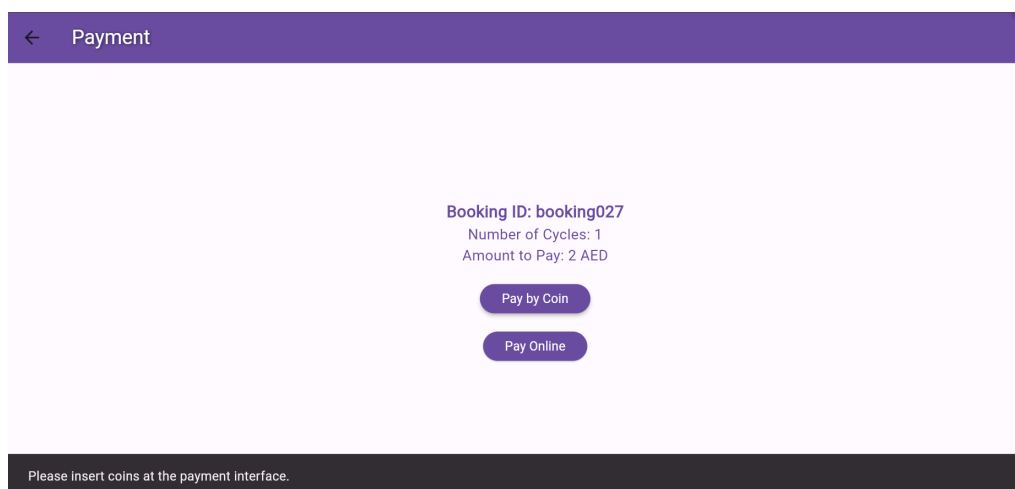 Payment
Booking ID: booking027
Number of Cycles: 1
Amount to Pay: 2 AED
Pay by Coin
Pay Online
Please insert coins at the payment interface.